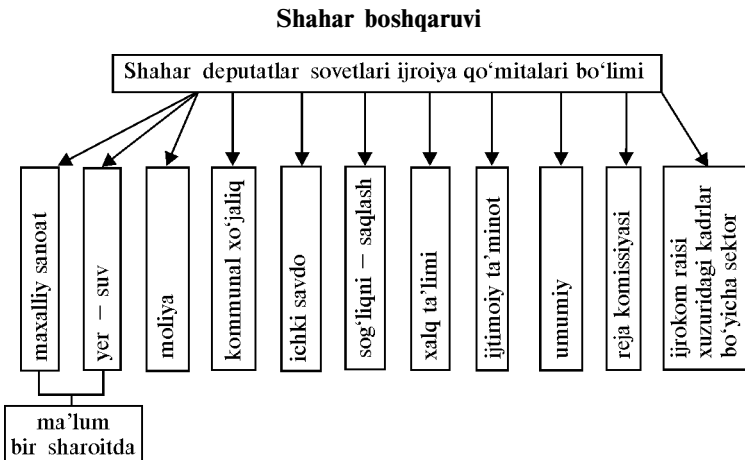 Shahar boshqaruvi
Shahar deputatlar sovetlari ijroiya qo‘mitalari bo‘limi
maxalliy sanoat
yer – suv
moliya
kommunal xo‘jaliq
ichki savdo
sog‘liqni – saqlash
xalq ta’limi
ijtimoiy ta’minot
umumiy
reja komissiyasi
ijrokom raisi
xuzuridagi kadrlar
bo‘yicha sektor
ma’lum
bir sharoitda